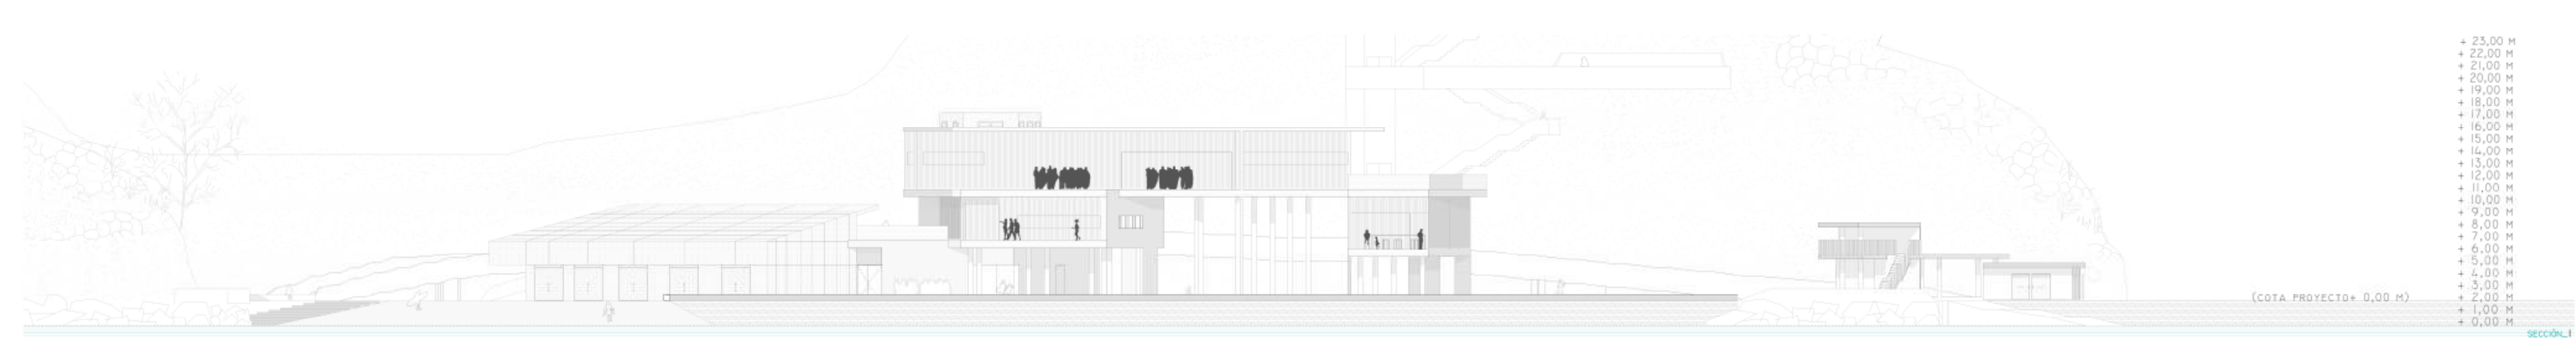 + 23,00 M
+ 22,00 M
+ 21,00 M
+ 20,00 M
+ 19,00 M
+ 18,00 M
+ 17,00 M
+ 16,00 M
+ 15,00 M
+ 14,00 M
+ 13,00 M
+ 12,00 M
+ 11,00 M
+ 10,00 M
+ 9,00 M
+ 8,00 M
+ 7,00 M
+ 6,00 M
+ 5,00 M
+ 4,00 M
+ 3,00 M
(COTA PROYECTO+ 0,00 M) + 2,00 M
+ 1,00 M
+ 0,00 M
SECCIÓN_1